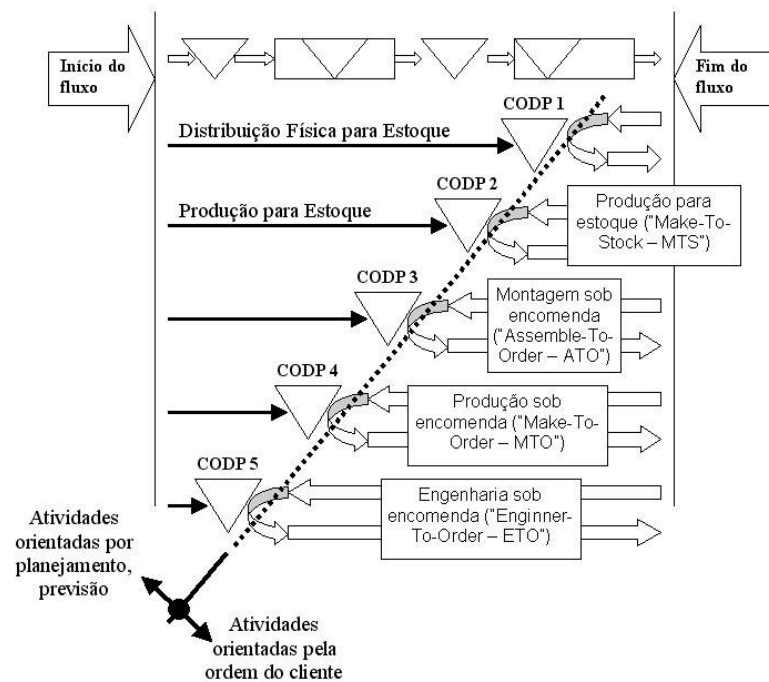 Início do
fluxo
Fim do
fluxo
CODP 1
Distribuição Física para Estoque
CODP 2
Produção para Estoque
Produção para
estoque ("Make-To-
Stock – MTS")
CODP 3
Montagem sob
encomenda
("Assemble-To-
Order – ATO")
CODP 4
Produção sob
encomenda ("Make-To-
Order – MTO")
CODP 5
Engenharia sob
encomenda ("Enginner-
To-Order – ETO")
Atividades
orientadas por
planejamento,
previsão
Atividades
orientadas pela
ordem do cliente